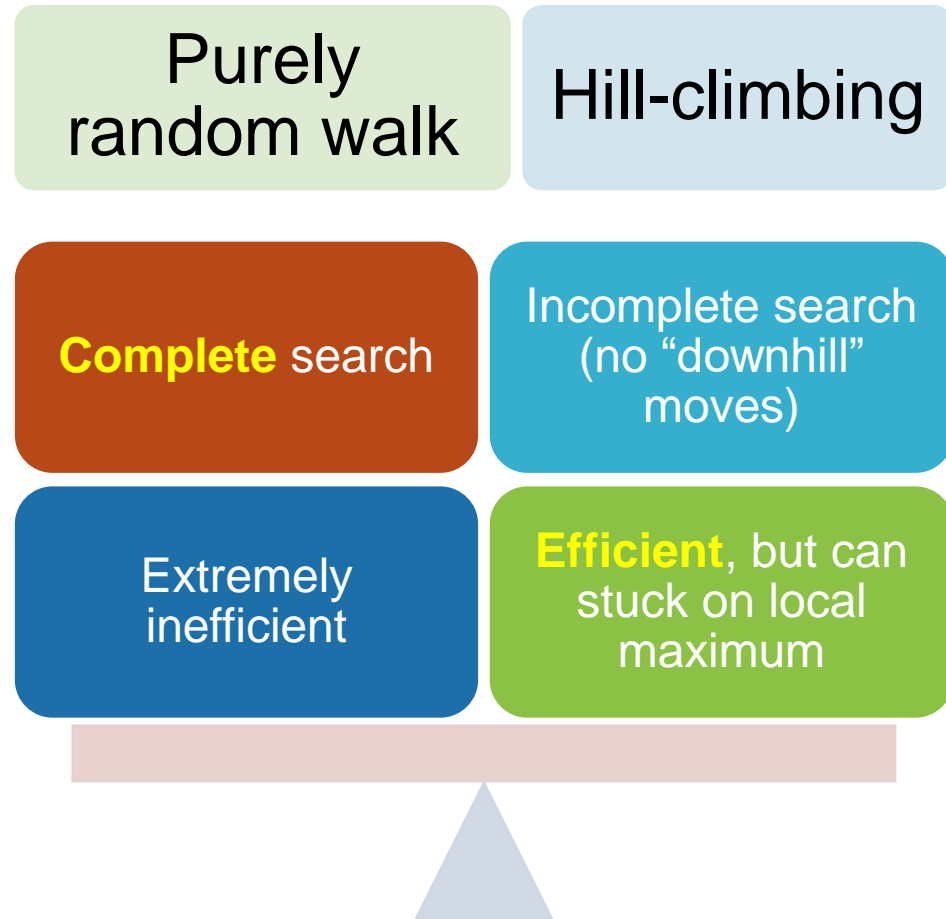 Purely
random walk
Hill-climbing
Complete search
Incomplete search
(no “downhill”
moves)
Extremely
inefficient
Efficient, but can
stuck on local
maximum